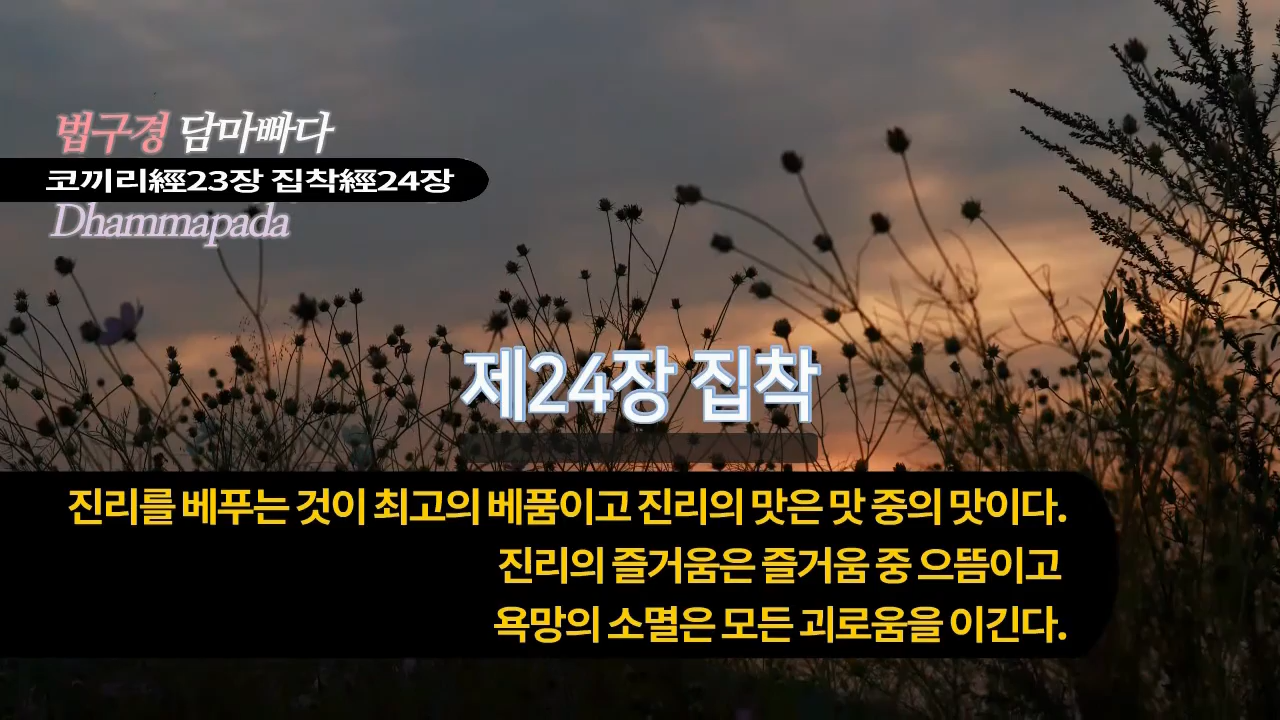 법구경 담마빠다
코끼리經23장 집착經24장
Dhammapada
제24장 집착
진리를 베푸는 것이 최고의 베품이고 진리의 맛은 맛 중의 맛이다.
진리의 즐거움은 즐거움 중 으뜸이고
욕망의 소멸은 모든 괴로움을 이긴다.